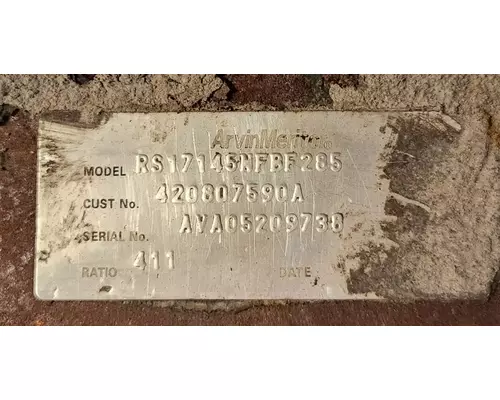 ArvinMeritor
MODEL RS17145NFBF285
CUST No. 420807590A
SERIAL No. AVA05209738
RATIO 411 DATE